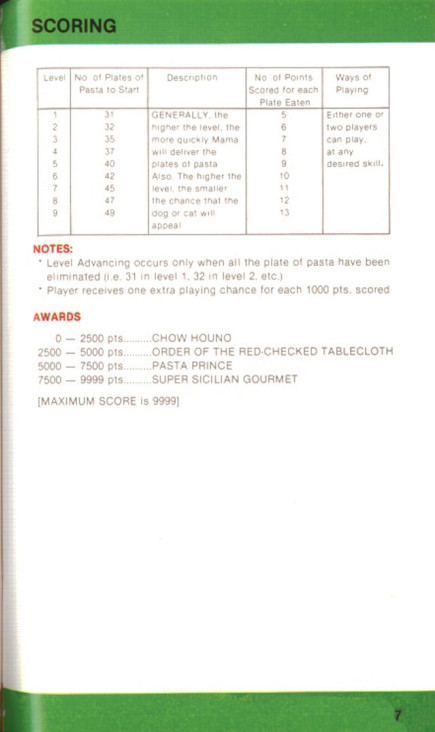 SCORING
Level No. of Plates of Description No. of Points Ways of
Pasta to Start Scored for each Playing
Plate Eaten
1 31 GENERALLY, the 5 Either one or
2 32 higher the level, the 6 two players
3 35 more quickly Mama 7 can play,
4 37 will deliver the 8 at any
5 40 plates of pasta 9 desired skill.
6 42 Also. The higher the 10
7 45 level, the smaller 11
8 47 the chance that the 12
9 49 dog or cat will 13
appeal
NOTES:
* Level Advancing occurs only when all the plate of pasta have been
eliminated (i.e. 31 in level 1, 32 in level 2, etc.)
* Player receives one extra playing chance for each 1000 pts. scored
AWARDS
0 — 2500 pts.........CHOW HOUNO
2500 — 5000 pts.........ORDER OF THE RED-CHECKED TABLECLOTH
5000 — 7500 pts.........PASTA PRINCE
7500 — 9999 pts.........SUPER SICILIAN GOURMET
[MAXIMUM SCORE is 9999]
7